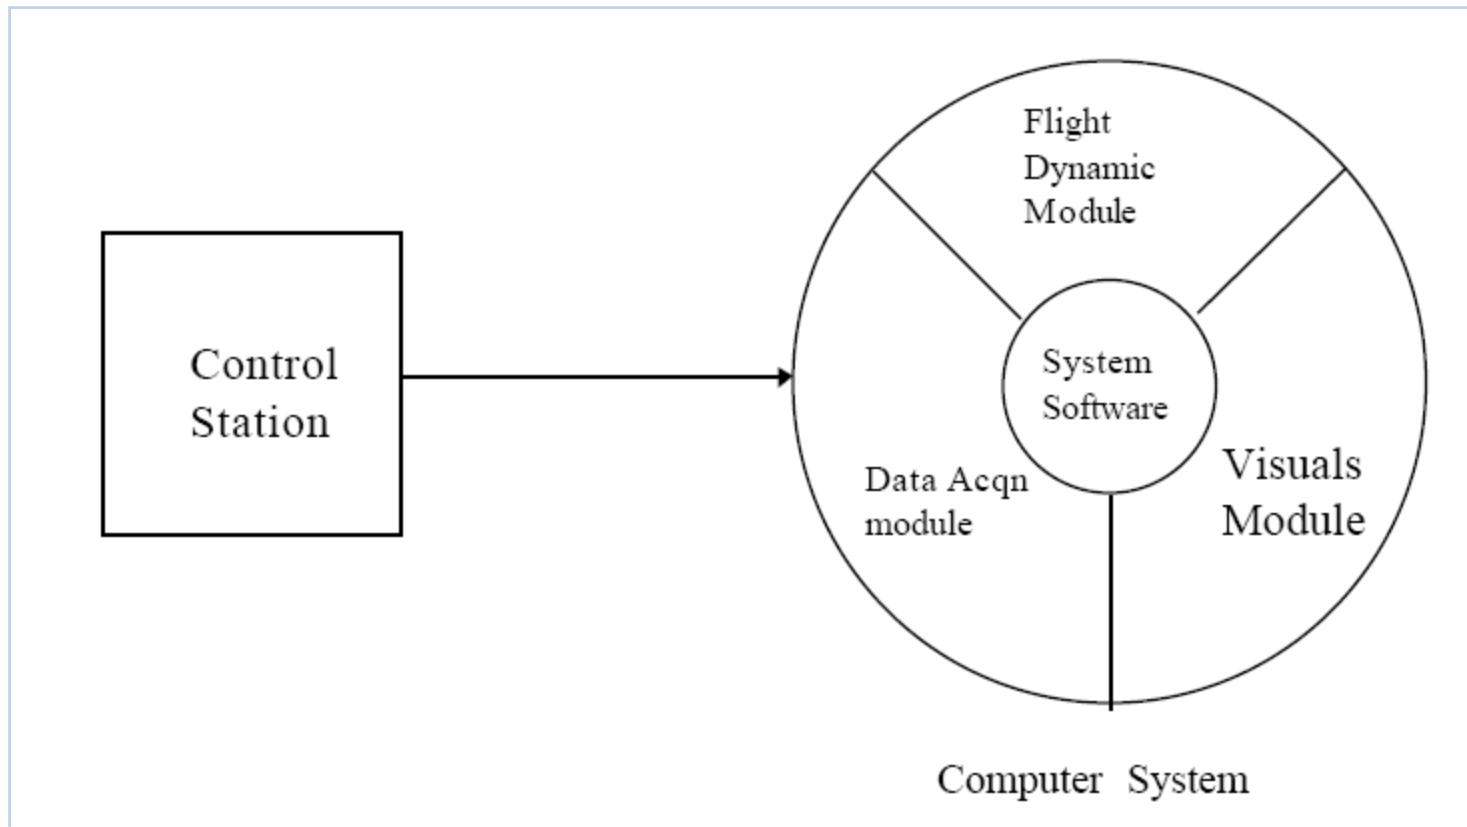 Control
Station
Flight
Dynamic
Module
System
Software
Data Acqn
module
Visuals
Module
Computer System